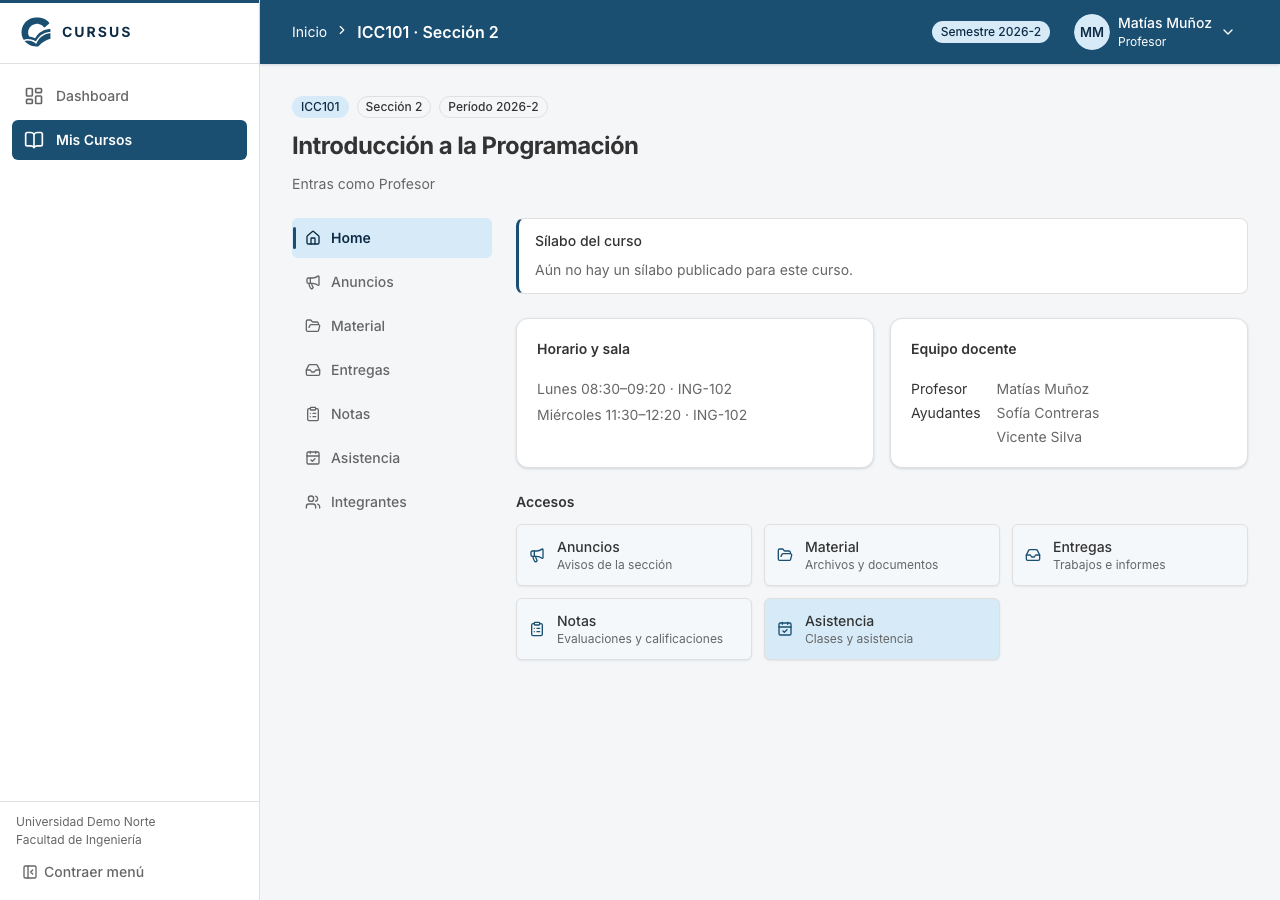 CURSUS
Inicio
ICC101 · Sección 2
Semestre 2026-2
MM
Matías Muñoz
Profesor
Dashboard
Mis Cursos
ICC101
Sección 2
Período 2026-2
Introducción a la Programación
Entras como Profesor
Home
Anuncios
Material
Entregas
Notas
Asistencia
Integrantes
Sílabo del curso
Aún no hay un sílabo publicado para este curso.
Horario y sala
Lunes 08:30–09:20 · ING-102
Miércoles 11:30–12:20 · ING-102
Equipo docente
Profesor Matías Muñoz
Ayudantes Sofía Contreras
Vicente Silva
Accesos
Anuncios
Avisos de la sección
Material
Archivos y documentos
Entregas
Trabajos e informes
Notas
Evaluaciones y calificaciones
Asistencia
Clases y asistencia
Universidad Demo Norte
Facultad de Ingeniería
Contraer menú